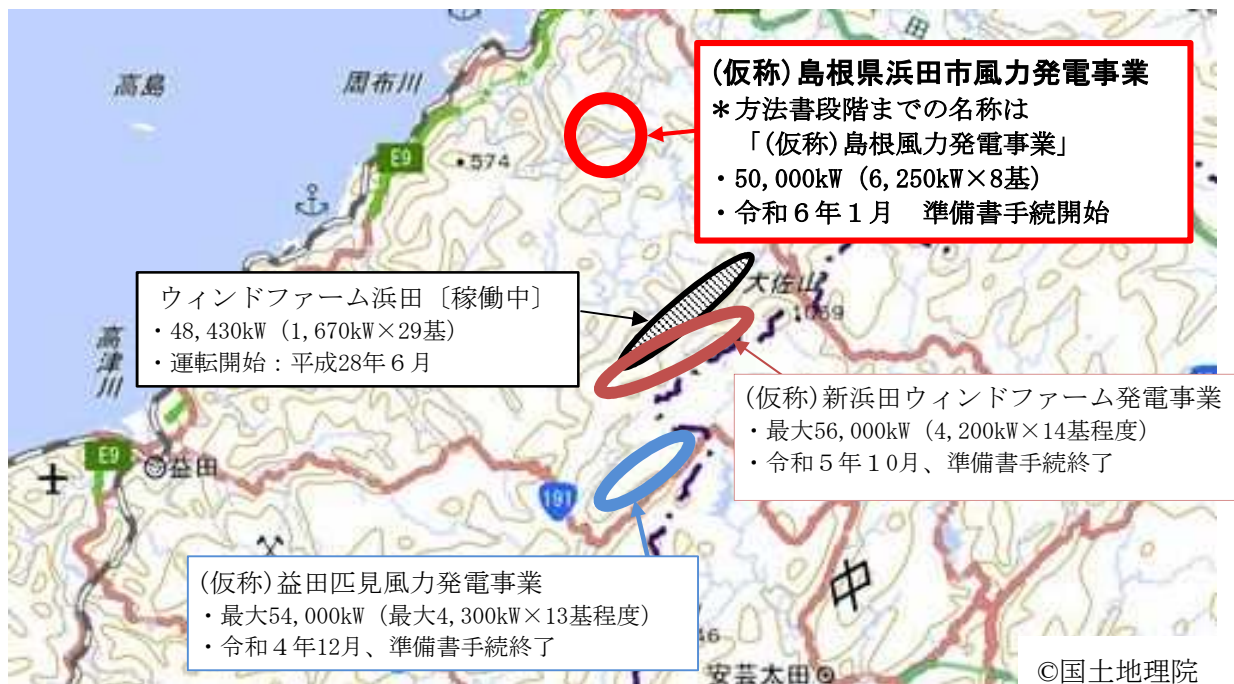 高島
周布川
田
E9
・574
(仮称)島根県浜田市風力発電事業
＊方法書段階までの名称は
「(仮称)島根風力発電事業」
・50,000kW (6,250kW×8基)
・令和６年１月　準備書手続開始
ウィンドファーム浜田〔稼働中〕
・48,430kW (1,670kW×29基)
・運転開始：平成28年６月
大佐山
1069
高津川
(仮称)新浜田ウィンドファーム発電事業
・最大56,000kW (4,200kW×14基程度)
・令和５年１0月、準備書手続終了
E9
益田
191
(仮称)益田匹見風力発電事業
・最大54,000kW (最大4,300kW×13基程度)
・令和４年12月、準備書手続終了
中
安芸太田
©国土地理院